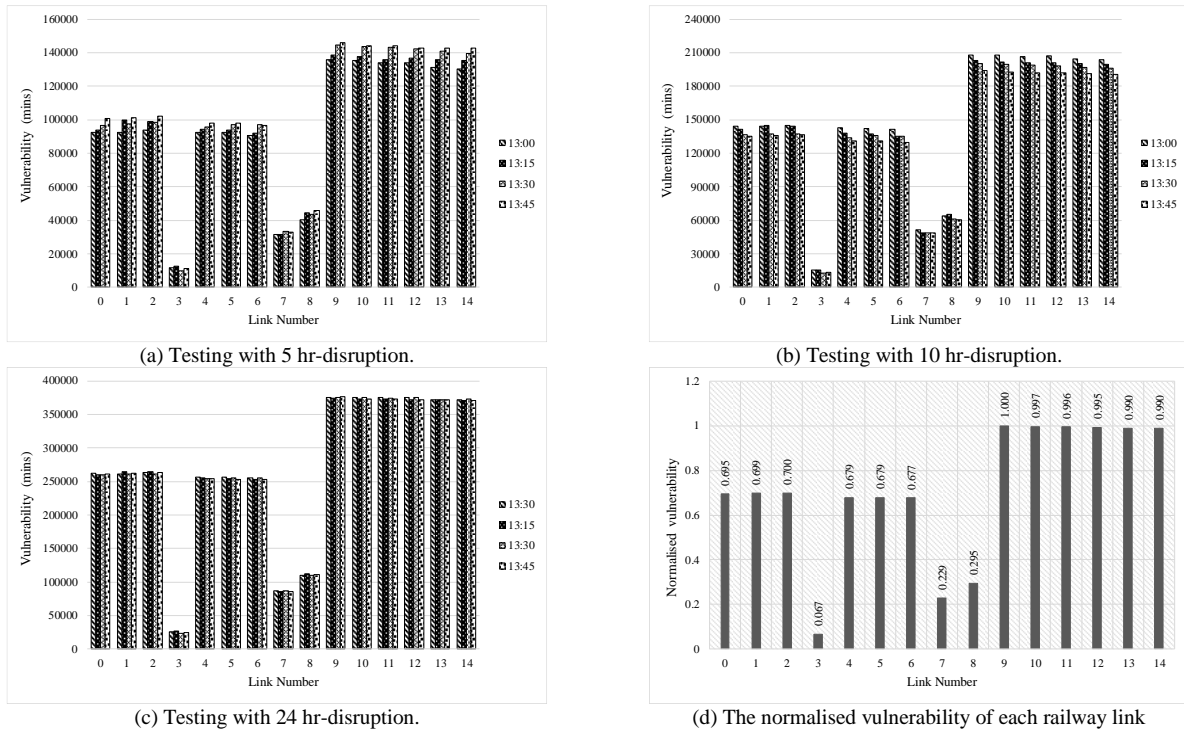 160000
140000
120000
100000
80000
60000
40000
20000
0
Vulnerability (mins)
0 1 2 3 4 5 6 7 8 9 10 11 12 13 14
Link Number
13:00
13:15
13:30
13:45
(a) Testing with 5 hr-disruption.
240000
210000
180000
150000
120000
90000
60000
30000
0
Vulnerability (mins)
0 1 2 3 4 5 6 7 8 9 10 11 12 13 14
Link Number
13:00
13:15
13:30
13:45
(b) Testing with 10 hr-disruption.
400000
350000
300000
250000
200000
150000
100000
50000
0
Vulnerability (mins)
0 1 2 3 4 5 6 7 8 9 10 11 12 13 14
Link Number
13:30
13:15
13:30
13:45
(c) Testing with 24 hr-disruption.
1.2
1
0.8
0.6
0.4
0.2
0
Normalised vulnerability
0.695 0.699 0.700 0.067 0.679 0.679 0.677 0.229 0.295 1.000 0.997 0.996 0.995 0.990 0.990
0 1 2 3 4 5 6 7 8 9 10 11 12 13 14
Link Number
(d) The normalised vulnerability of each railway link